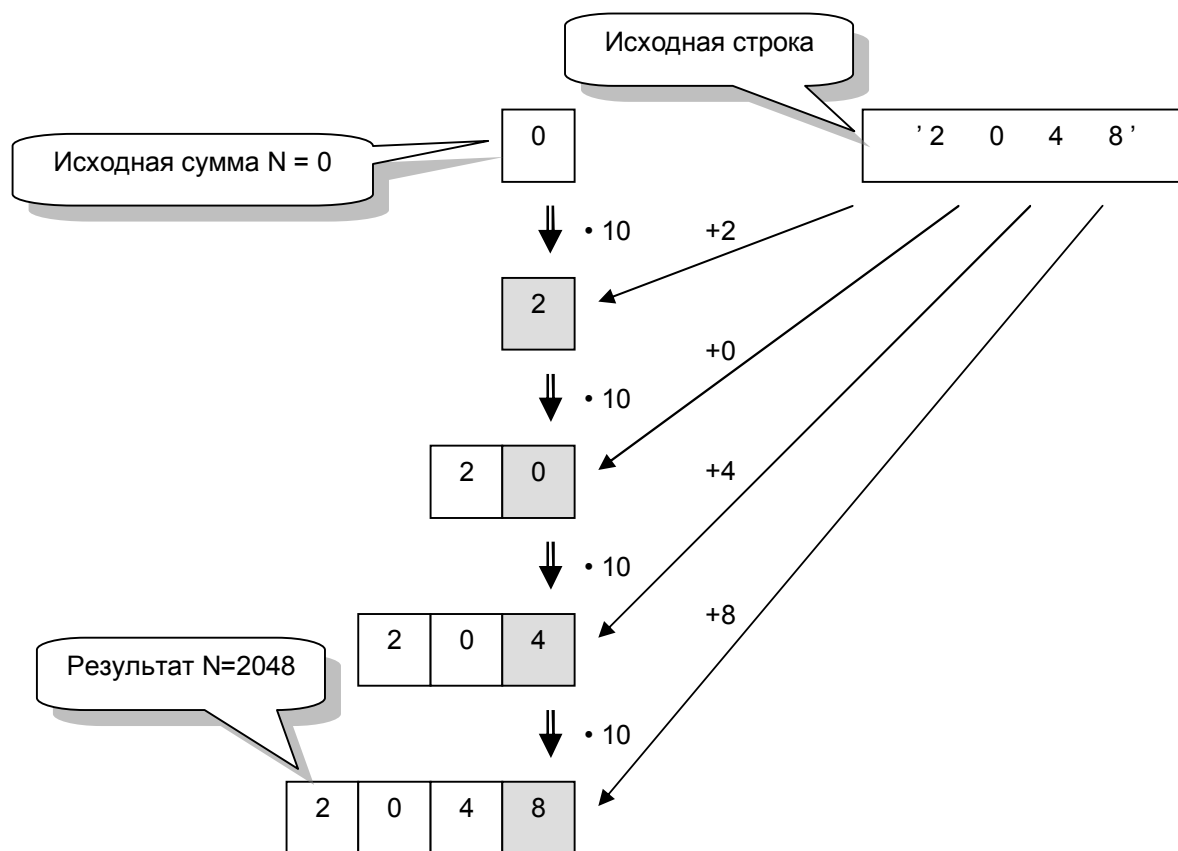 Исходная строка
0
’ 2 0 4 8 ’
Исходная сумма N = 0
• 10
+2
2
+0
• 10
2 0
+4
• 10
2 0 4
+8
Результат N=2048
• 10
2 0 4 8